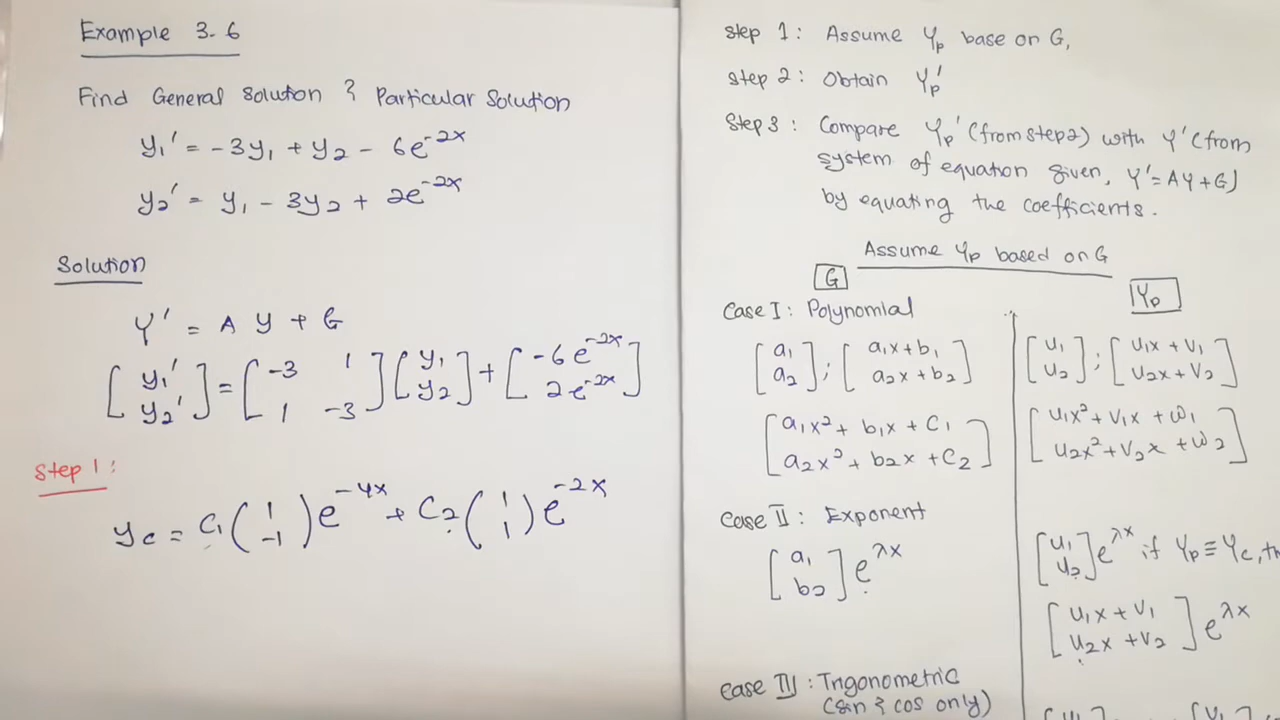 Example 3.6
Find General Solution & Particular Solution
y₁' = -3y₁ + y₂ - 6e^{-2x}
y₂' = y₁ - 3y₂ + 2e^{-2x}
Solution
Y' = A Y + G
[y₁' y₂'] = [-3 1; 1 -3] [y₁ y₂] + [-6e^{-2x} 2e^{-2x}]
Step 1:
y_c = C₁ (1 -1) e^{-4x} + C₂ (1 1) e^{-2x}
Step 1: Assume Yp base on G,
Step 2: Obtain Yp'
Step 3: Compare Yp' (from step 2) with Y' (from
system of equation given, Y' = AY + G)
by equating the coefficients.
Assume Yp based on G
G
Yp
Case I: Polynomial
[a₁ a₂] ; [a₁x + b₁ a₂x + b₂]
[u₁ u₂] ; [u₁x + v₁ u₂x + v₂]
[a₁x² + b₁x + c₁ a₂x² + b₂x + c₂]
[u₁x² + v₁x + w₁ u₂x² + v₂x + w₂]
Case II: Exponent
[a₁ b₂] e^{λx}
[u₁ u₂] e^{λx} if Yp ≡ Yc,
[u₁x + v₁ u₂x + v₂] e^{λx}
Case III: Trigonometric
(sin & cos only)